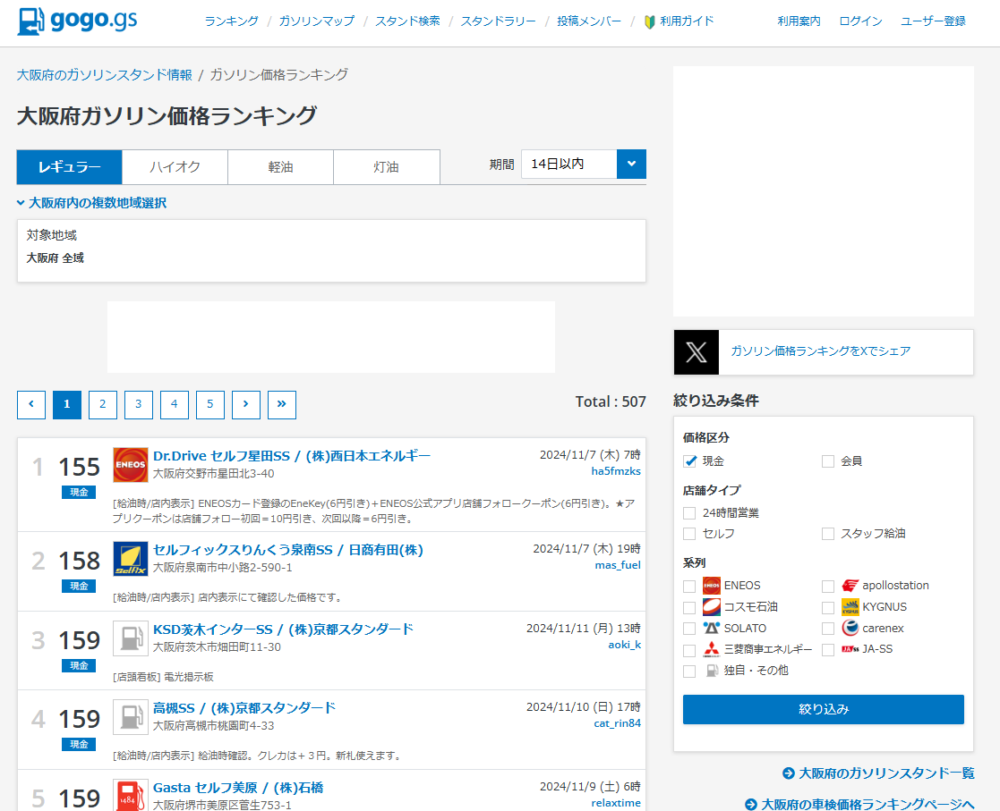 gogo.gs
ランキング / ガソリンマップ / スタンド検索 / スタンドラリー / 投稿メンバー / 利用ガイド
利用案内 ログイン ユーザー登録
大阪府のガソリンスタンド情報 / ガソリン価格ランキング
大阪府ガソリン価格ランキング
レギュラー ハイオク 軽油 灯油
期間 14日以内
大阪府内の複数地域選択
対象地域
大阪府 全域
1 2 3 4 5
Total : 507
1 155 現金
ENEOS
Dr.Drive セルフ星田SS / (株)西日本エネルギー
大阪府交野市星田北3-40
2024/11/7 (木) 7時
ha5fmzks
[給油時/店内表示] ENEOSカード登録のEneKey(6円引き)+ENEOS公式アプリ店舗フォロークーポン(6円引き)。★ア
プリクーポンは店舗フォロー初回=10円引き、次回以降=6円引き。
2 158 現金
Selfix
セルフィックスりんくう泉南SS / 日商有田(株)
大阪府泉南市中小路2-590-1
2024/11/7 (木) 19時
mas_fuel
[給油時/店内表示] 店内表示にて確認した価格です。
3 159 現金
KSD茨木インターSS / (株)京都スタンダード
大阪府茨木市畑田町11-30
2024/11/11 (月) 13時
aoki_k
[店頭看板] 電光掲示板
4 159 現金
高槻SS / (株)京都スタンダード
大阪府高槻市桃園町4-33
2024/11/10 (日) 17時
cat_rin84
[給油時/店内表示] 給油時確認。クレカは+3円。新札使えます。
5 159
1484
Gasta セルフ美原 / (株)石橋
大阪府堺市美原区菅生753-1
2024/11/9 (土) 6時
relaxtime
X
ガソリン価格ランキングをXでシェア
絞り込み条件
価格区分
現金 会員
店舗タイプ
24時間営業
セルフ スタッフ給油
系列
ENEOS ENEOS apollostation
コスモ石油 KYGNUS KYGNUS
SOLATO carenex
三菱商事エネルギー JA-SS JA-SS
独自・その他
絞り込み
大阪府のガソリンスタンド一覧
大阪府の車検価格ランキングページへ